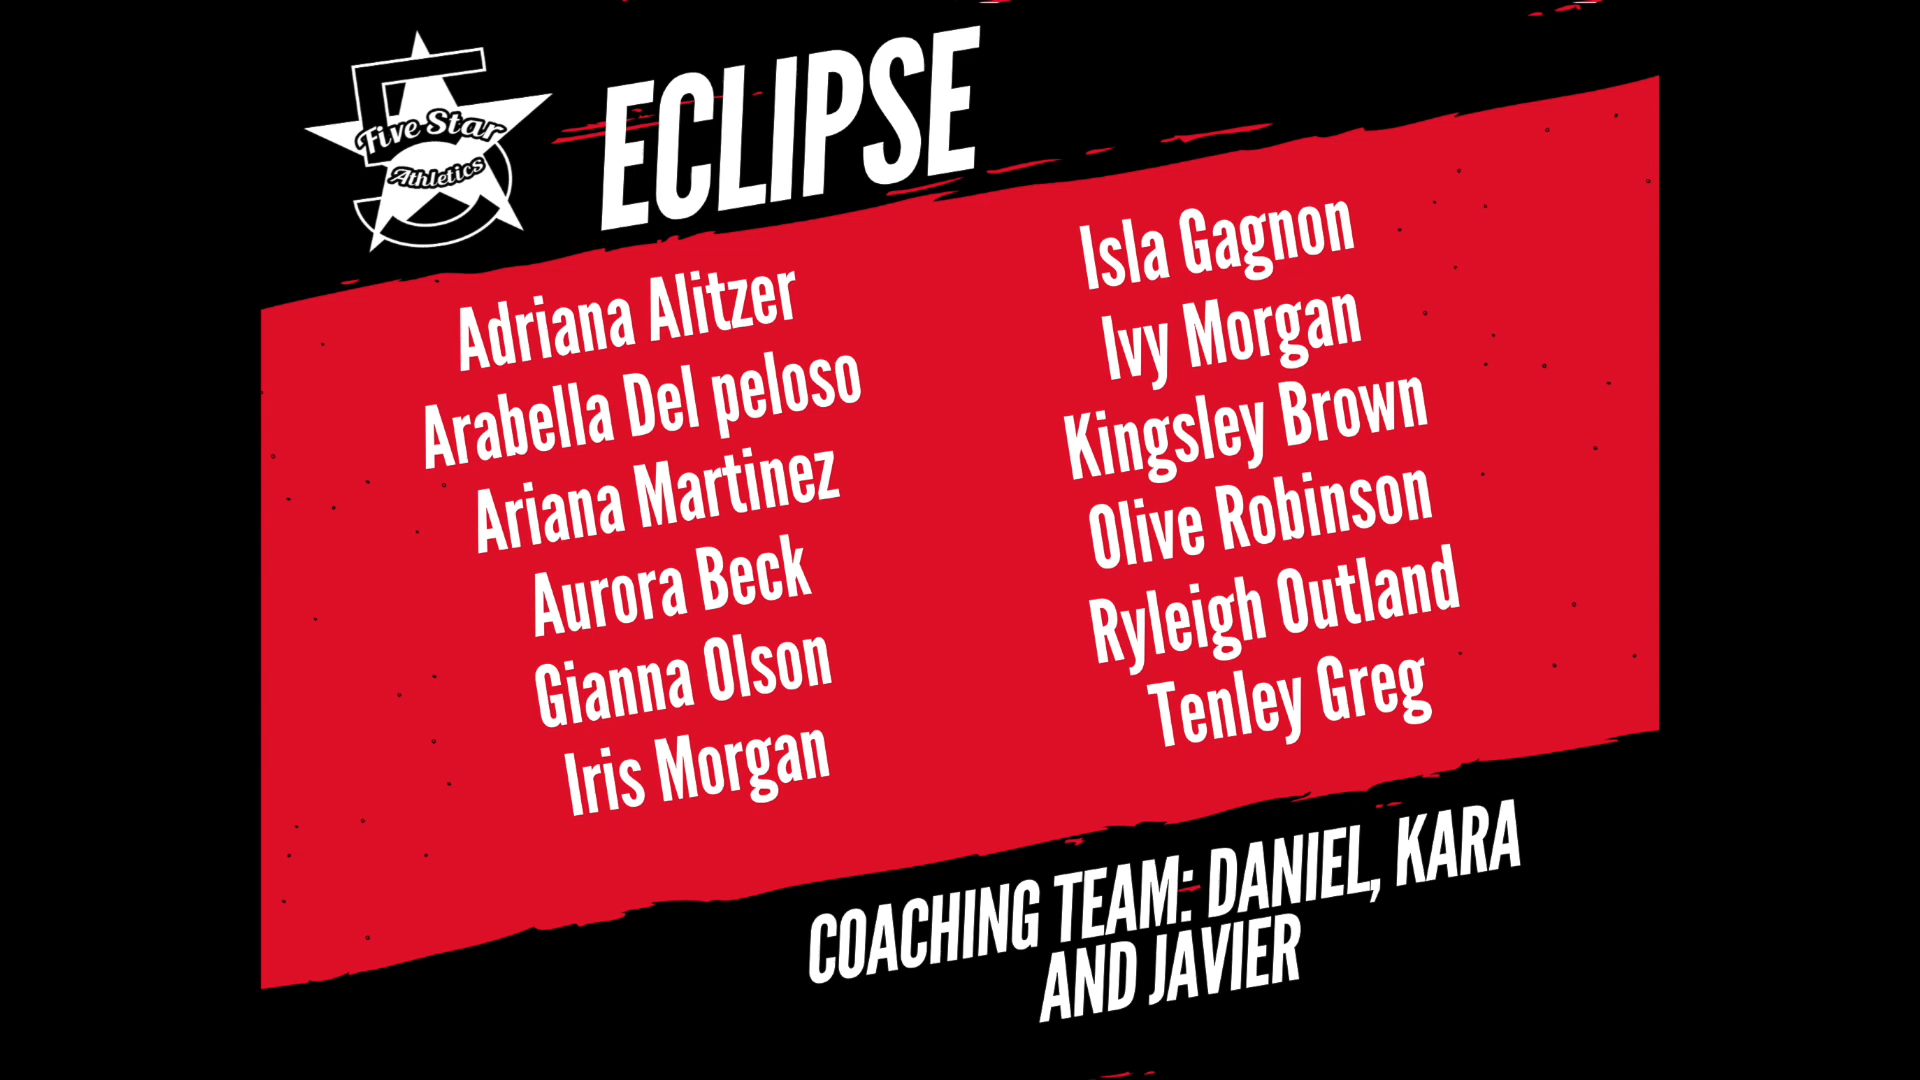 Five Star
Athletics
ECLIPSE
Adriana Alitzer
Arabella Del peloso
Ariana Martinez
Aurora Beck
Gianna Olson
Iris Morgan
Isla Gagnon
Ivy Morgan
Kingsley Brown
Olive Robinson
Ryleigh Outland
Tenley Greg
COACHING TEAM: DANIEL, KARA
AND JAVIER